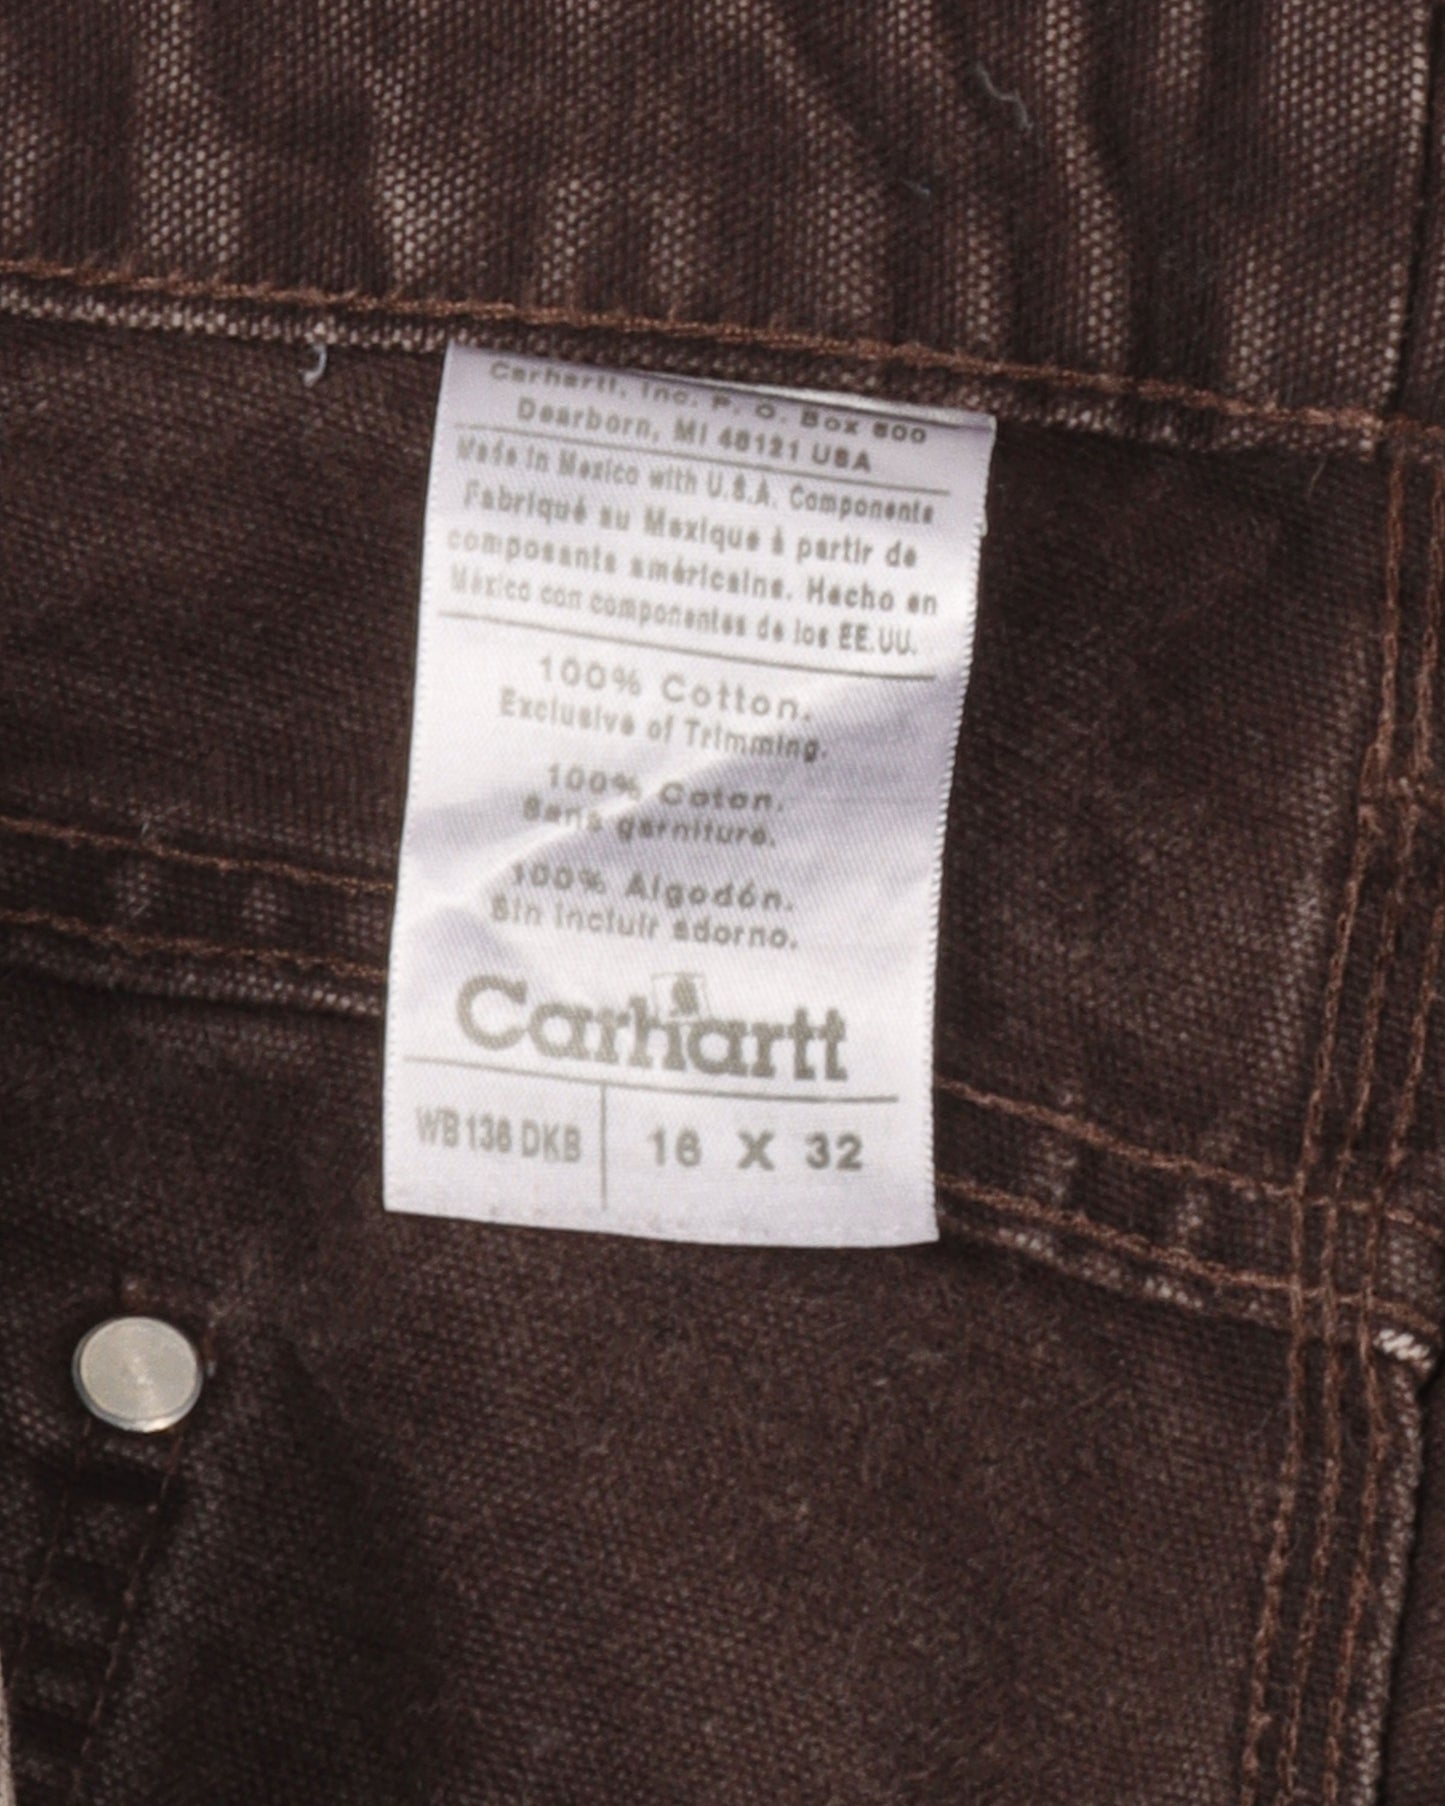 Carhartt, Inc. P. O. Box 600
Dearborn, MI 48121 USA
Made in Mexico with U.S.A. Components
Fabriqué au Mexique à partir de
composants américains. Hecho en
México con componentes de los EE.UU.
100% Cotton.
Exclusive of Trimming.
100% Coton.
Sans garniture.
100% Algodón.
Sin incluir adorno.
Carhartt
WB136 DKB
16 X 32